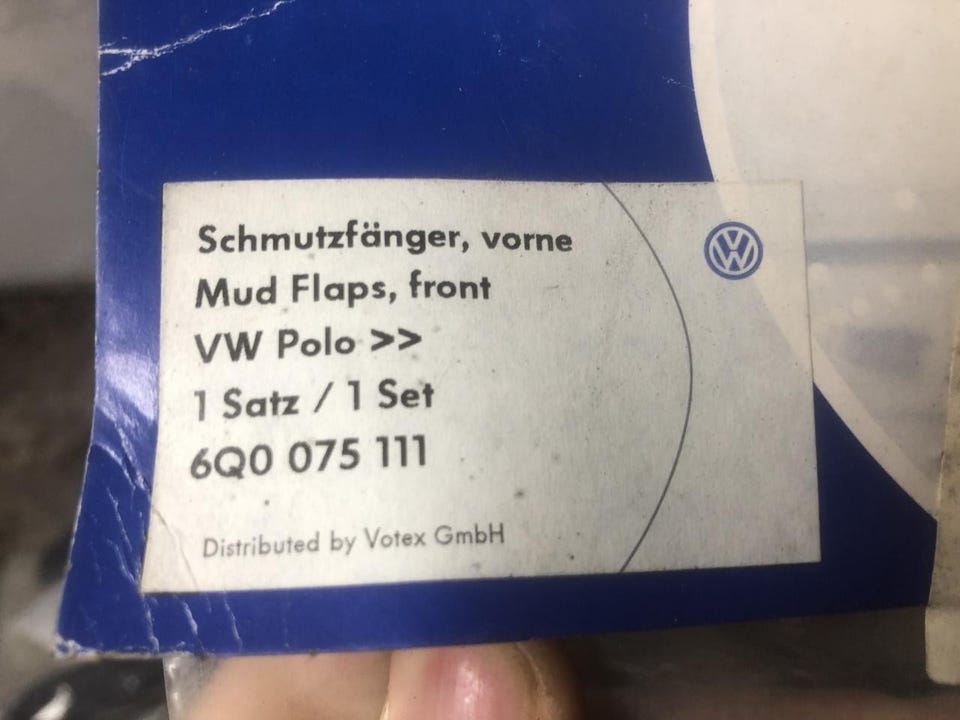 Schmutzfänger, vorne
Mud Flaps, front
VW Polo >>
1 Satz / 1 Set
6Q0 075 111
Distributed by Votex GmbH